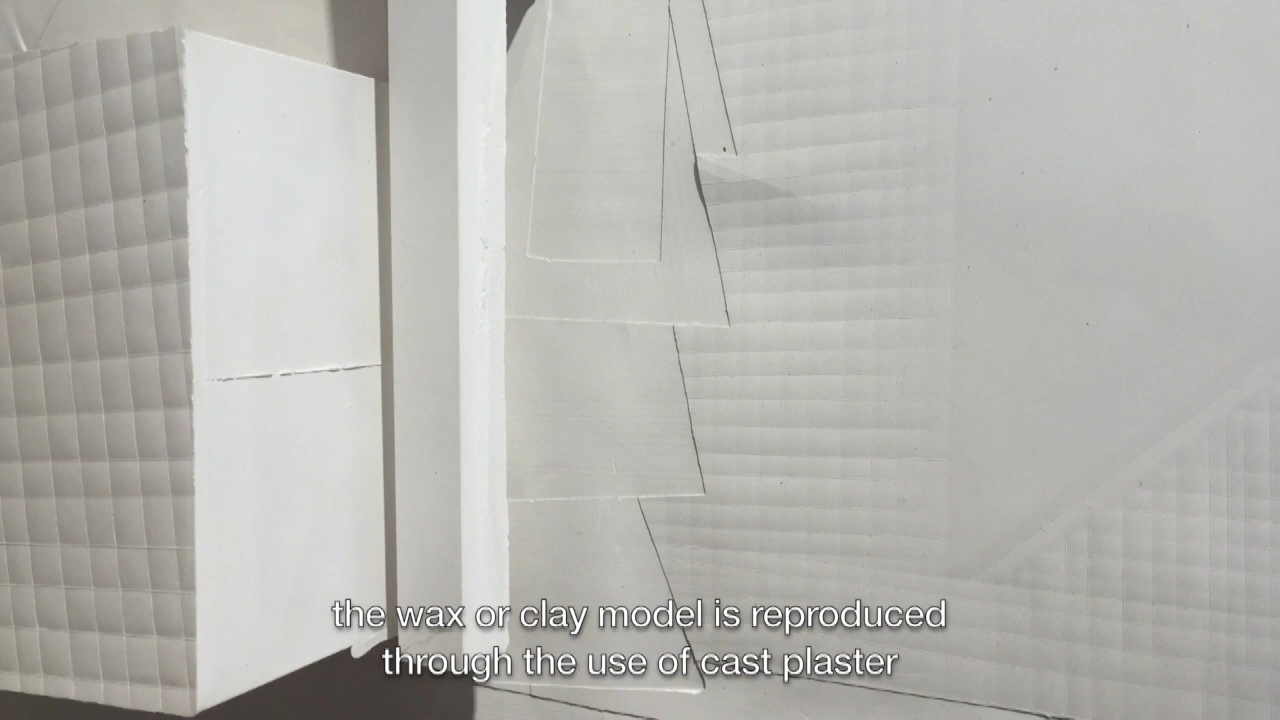 the wax or clay model is reproduced
through the use of cast plaster